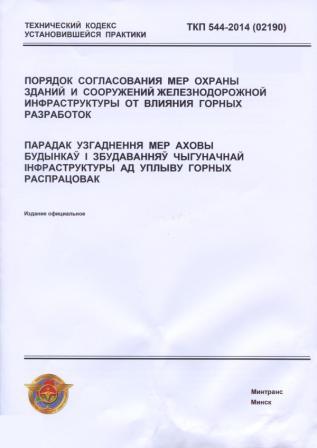 ТЕХНИЧЕСКИЙ КОДЕКС
УСТАНОВИВШЕЙСЯ ПРАКТИКИ
ТКП 544-2014 (02190)
ПОРЯДОК СОГЛАСОВАНИЯ МЕР ОХРАНЫ
ЗДАНИЙ И СООРУЖЕНИЙ ЖЕЛЕЗНОДОРОЖНОЙ
ИНФРАСТРУКТУРЫ ОТ ВЛИЯНИЯ ГОРНЫХ
РАЗРАБОТОК
ПАРАДАК УЗГАДНЕННЯ МЕР АХОВЫ
БУДЫНКАЎ І ЗБУДАВАННЯЎ ЧЫГУНАЧНАЙ
ІНФРАСТРУКТУРЫ АД УПЛЫВУ ГОРНЫХ
РАСПРАЦОВАК
Издание официальное
Минтранс
Минск